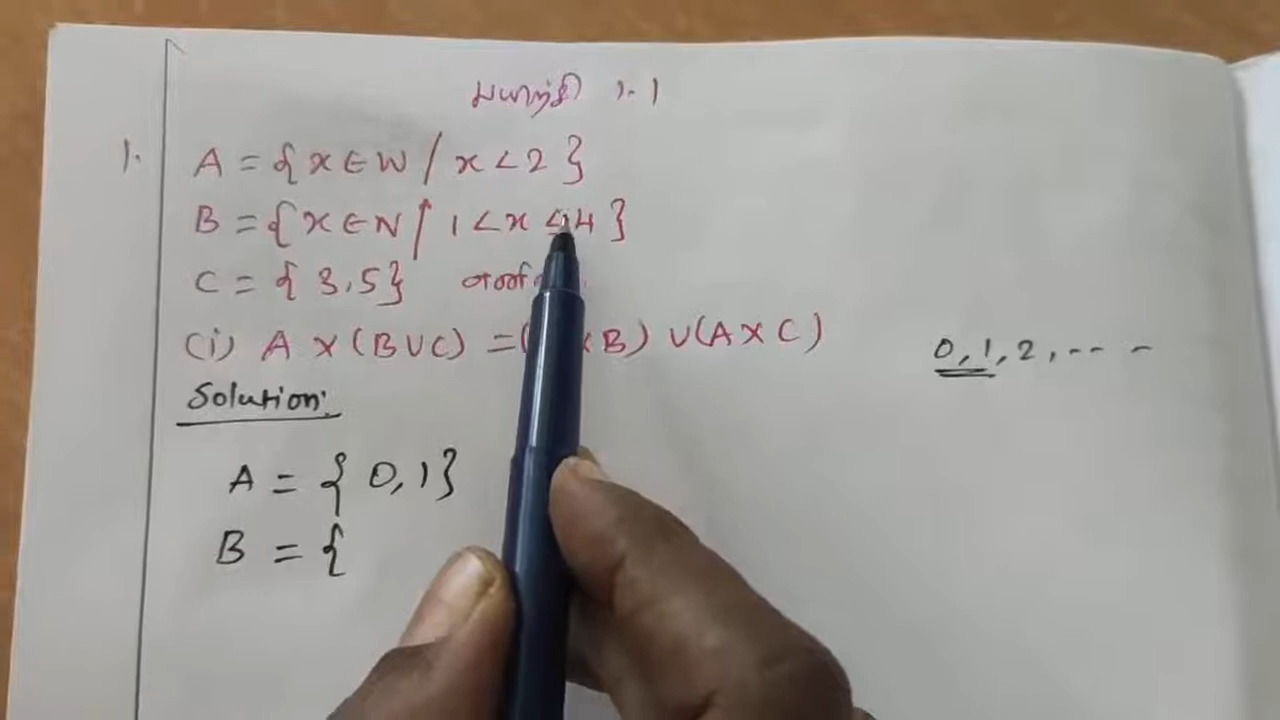 பயிற்சி 1.1
1. A = {x ∈ W / x < 2}
B = {x ∈ N / 1 < x ≤ 4}
C = {3,5}
(i) A X (B ∪ C) = ( X B) ∪ (A X C)
0, 1, 2, -- -
Solution:
A = { 0, 1}
B = {